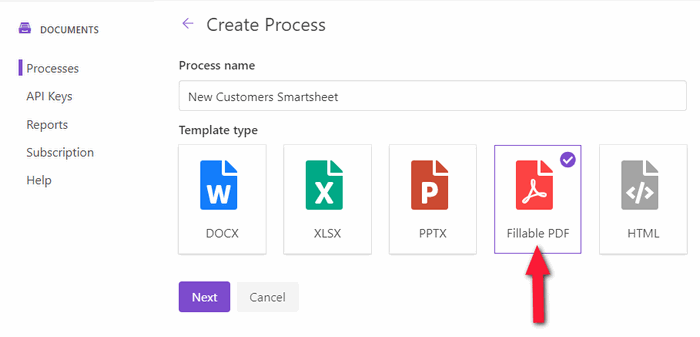 DOCUMENTS
Processes
API Keys
Reports
Subscription
Help
Create Process
Process name
New Customers Smartsheet
Template type
W
X
P
DOCX
XLSX
PPTX
Fillable PDF
HTML
Next
Cancel